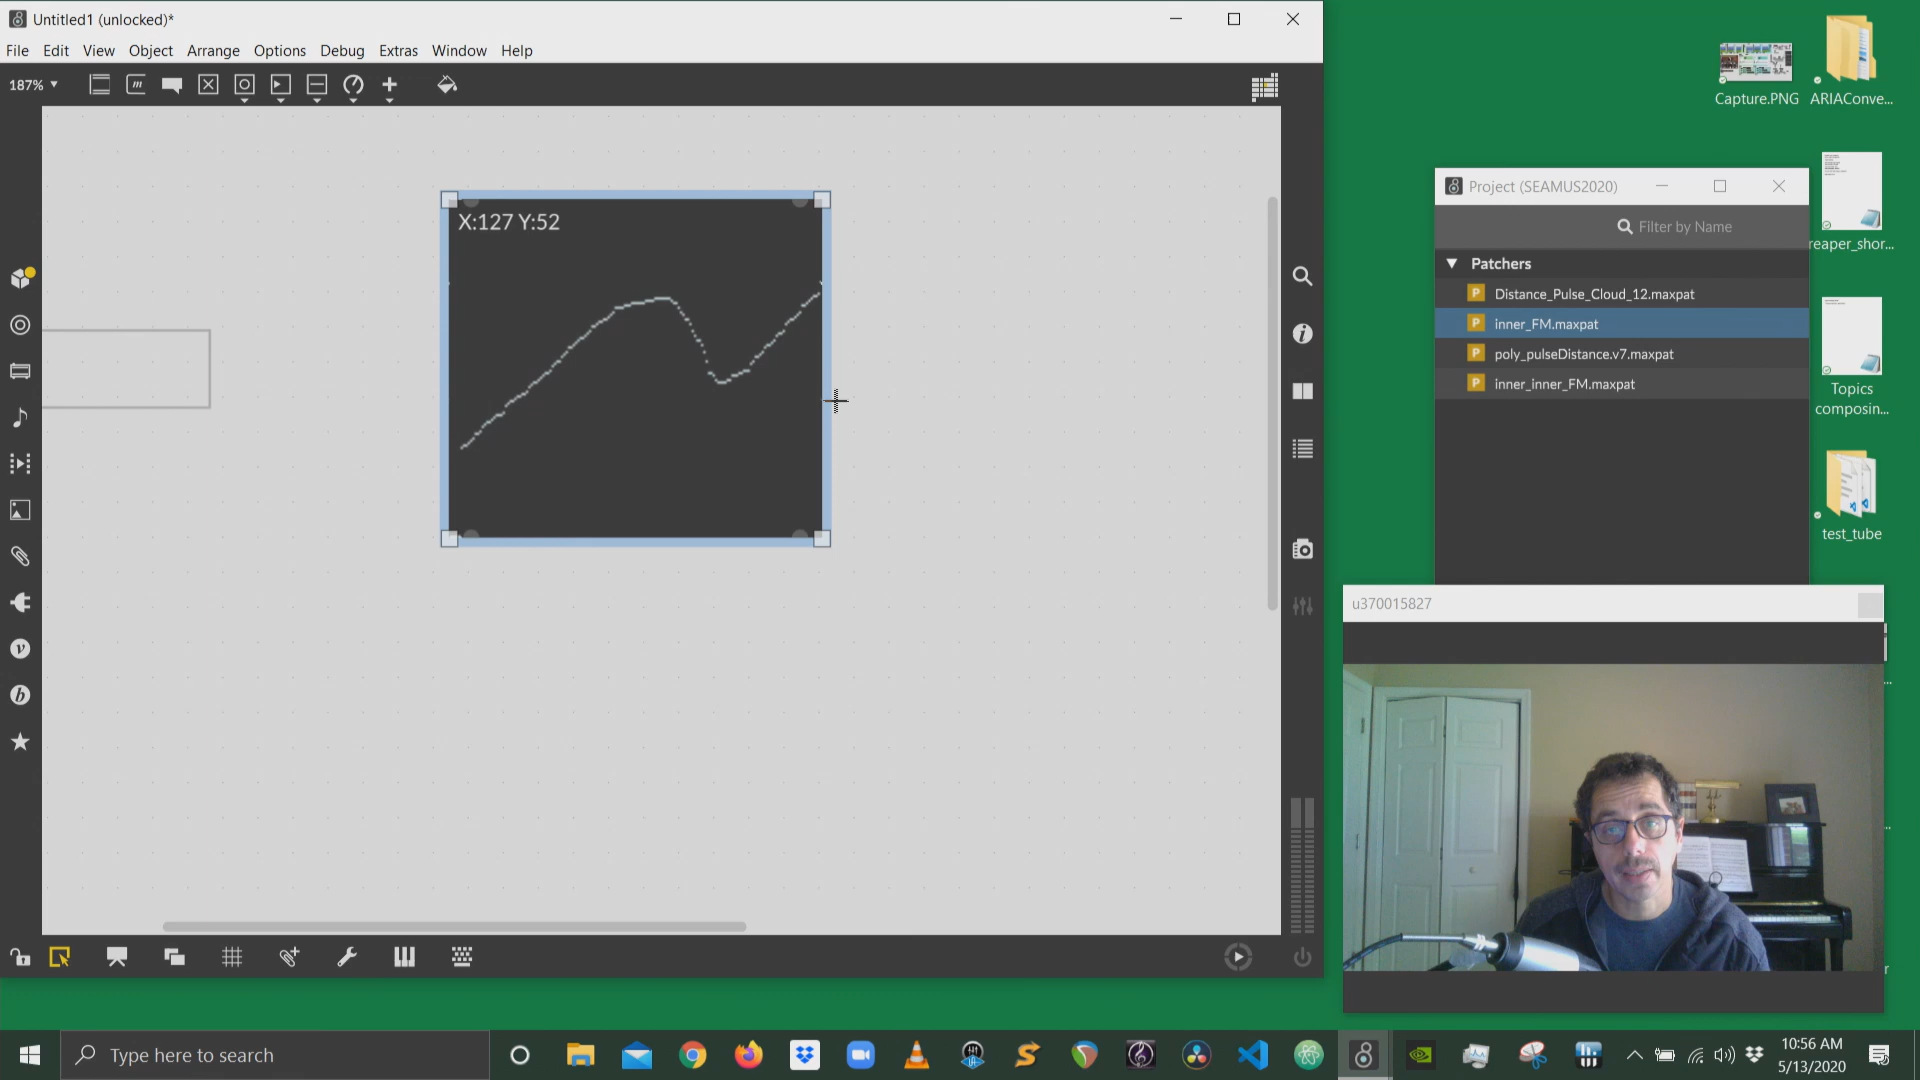 Untitled1 (unlocked)*
File Edit View Object Arrange Options Debug Extras Window Help
187%
X:127 Y:52
Capture.PNG
ARIAConve...
Project (SEAMUS2020)
Filter by Name
Patchers
Distance_Pulse_Cloud_12.maxpat
inner_FM.maxpat
poly_pulseDistance.v7.maxpat
inner_inner_FM.maxpat
reaper_shor...
Topics
composin...
test_tube
u370015827
Type here to search
10:56 AM
5/13/2020